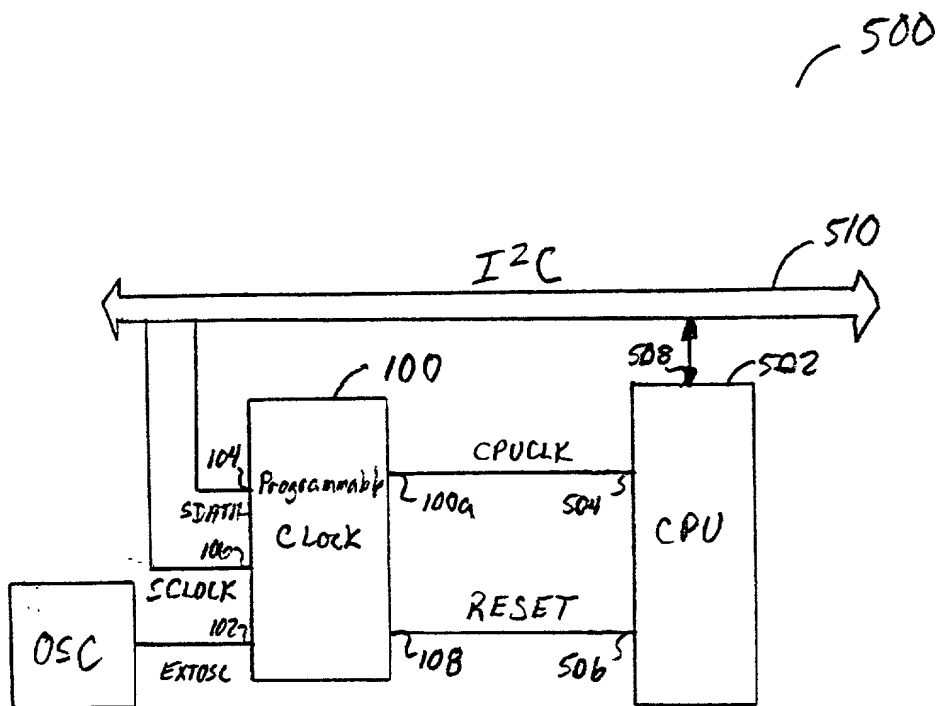 500
I²C
510
508
502
100
104
Programmable
CPUCLK
SDATA
100a
504
CLOCK
CPU
106
SCLOCK
RESET
OSC
102
108
506
EXTOSC